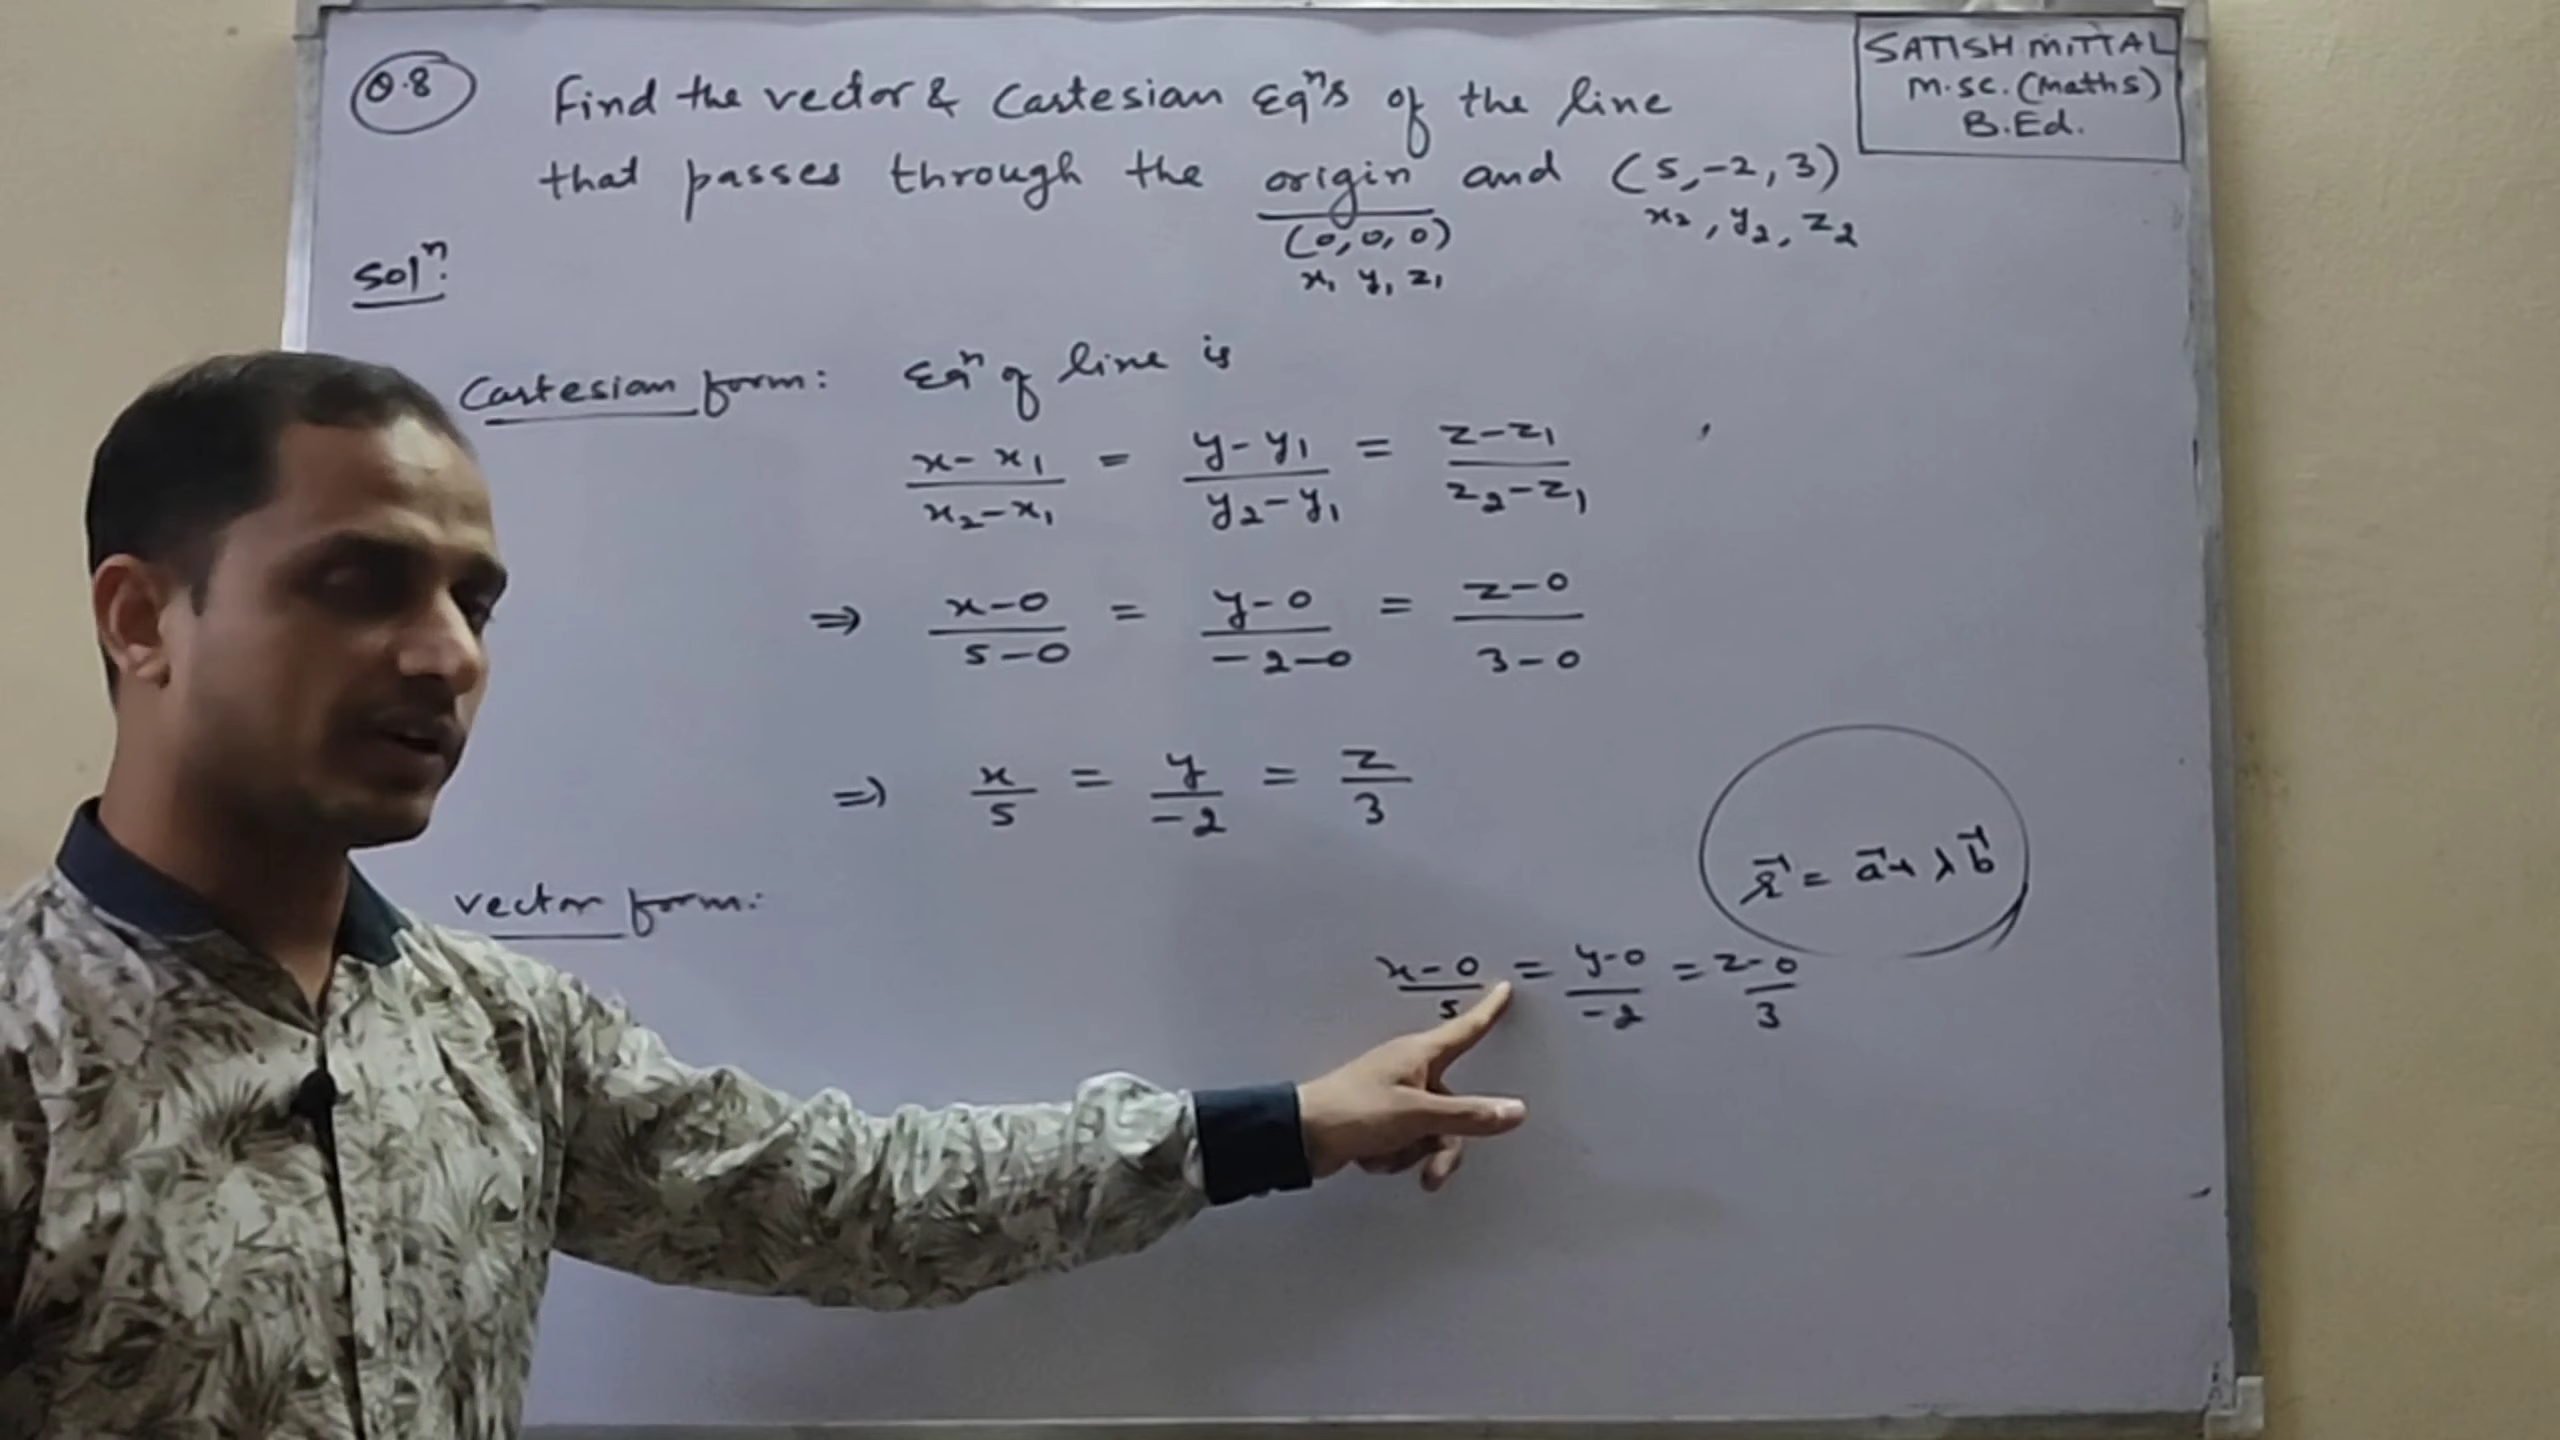 Q.8 Find the vector & Cartesian Eqⁿs of the line
that passes through the origin and (5,-2,3)
(0,0,0) x₂, y₂, z₂
x₁ y₁ z₁
SATISH MITTAL
M.SC. (Maths)
B.Ed.
Solⁿ:
Cartesian form: Eqⁿ of line is
(x-x₁)/(x₂-x₁) = (y-y₁)/(y₂-y₁) = (z-z₁)/(z₂-z₁)
⇒ (x-0)/(5-0) = (y-0)/(-2-0) = (z-0)/(3-0)
⇒ x/5 = y/-2 = z/3
vector form:
r⃗ = a⃗ + λb⃗
(x-0)/5 = (y-0)/-2 = (z-0)/3